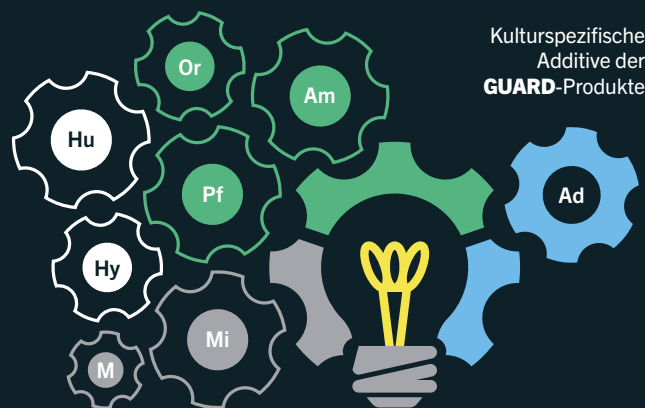 Kulturspezifische
Additive der
GUARD-Produkte
Or
Am
Hu
Pf
Ad
Hy
Mi
M